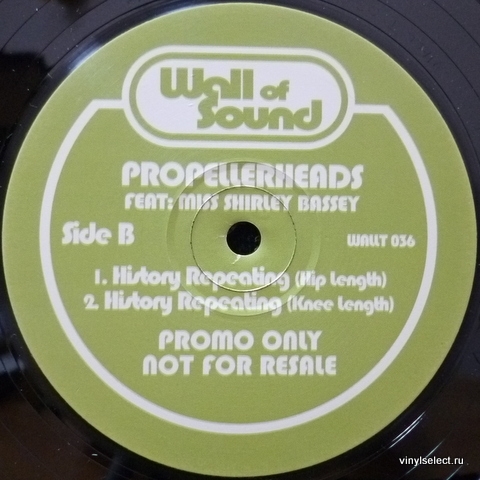 Wall of
Sound
PROPELLERHEADS
FEAT: MISS SHIRLEY BASSEY
Side B
WALLT 036
1. History Repeating (Hip Length)
2. History Repeating (Knee Length)
PROMO ONLY
NOT FOR RESALE
vinylselect.ru